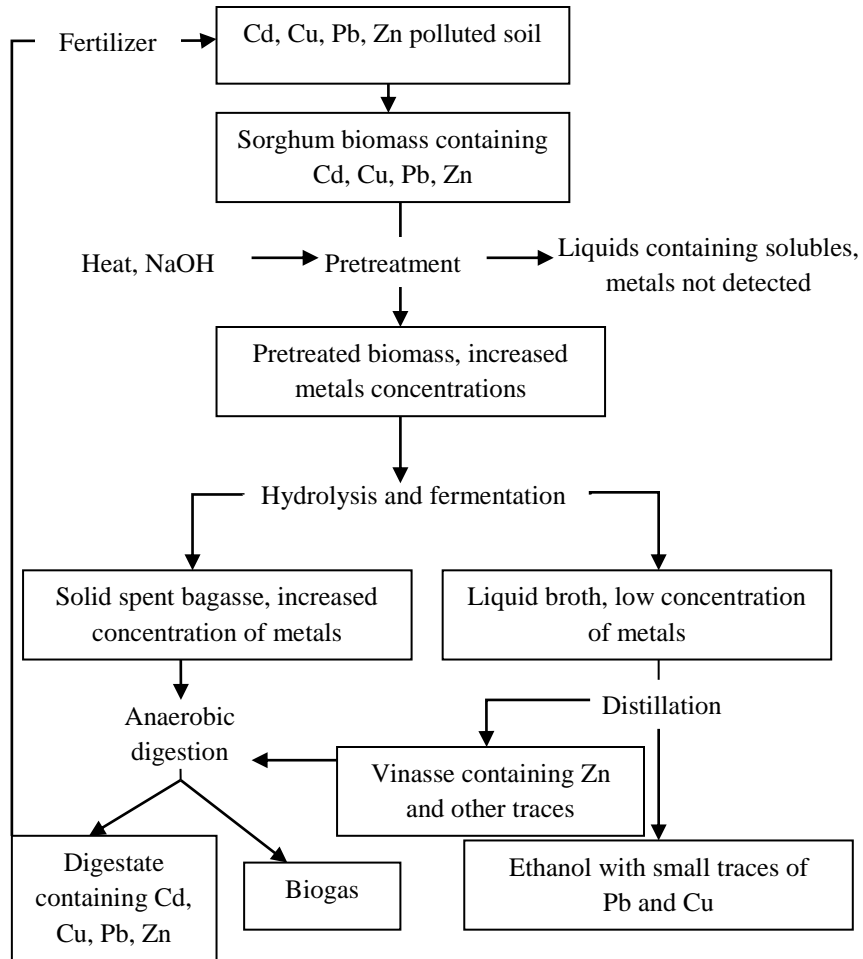 Fertilizer
Cd, Cu, Pb, Zn polluted soil
Sorghum biomass containing
Cd, Cu, Pb, Zn
Heat, NaOH
Pretreatment
Liquids containing solubles,
metals not detected
Pretreated biomass, increased
metals concentrations
Hydrolysis and fermentation
Solid spent bagasse, increased
concentration of metals
Liquid broth, low concentration
of metals
Anaerobic
digestion
Distillation
Vinasse containing Zn
and other traces
Digestate
containing Cd,
Cu, Pb, Zn
Biogas
Ethanol with small traces of
Pb and Cu